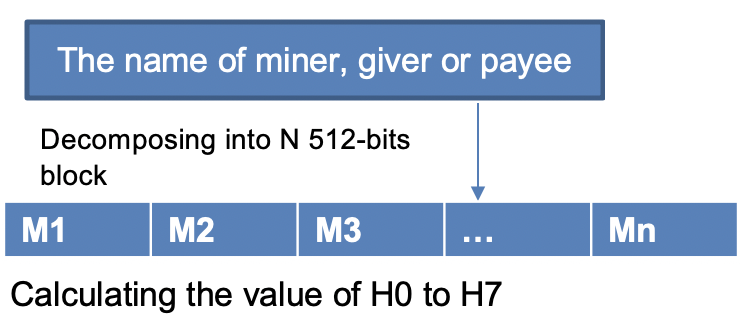 The name of miner, giver or payee
Decomposing into N 512-bits
block
M1 M2 M3 ... Mn
Calculating the value of H0 to H7